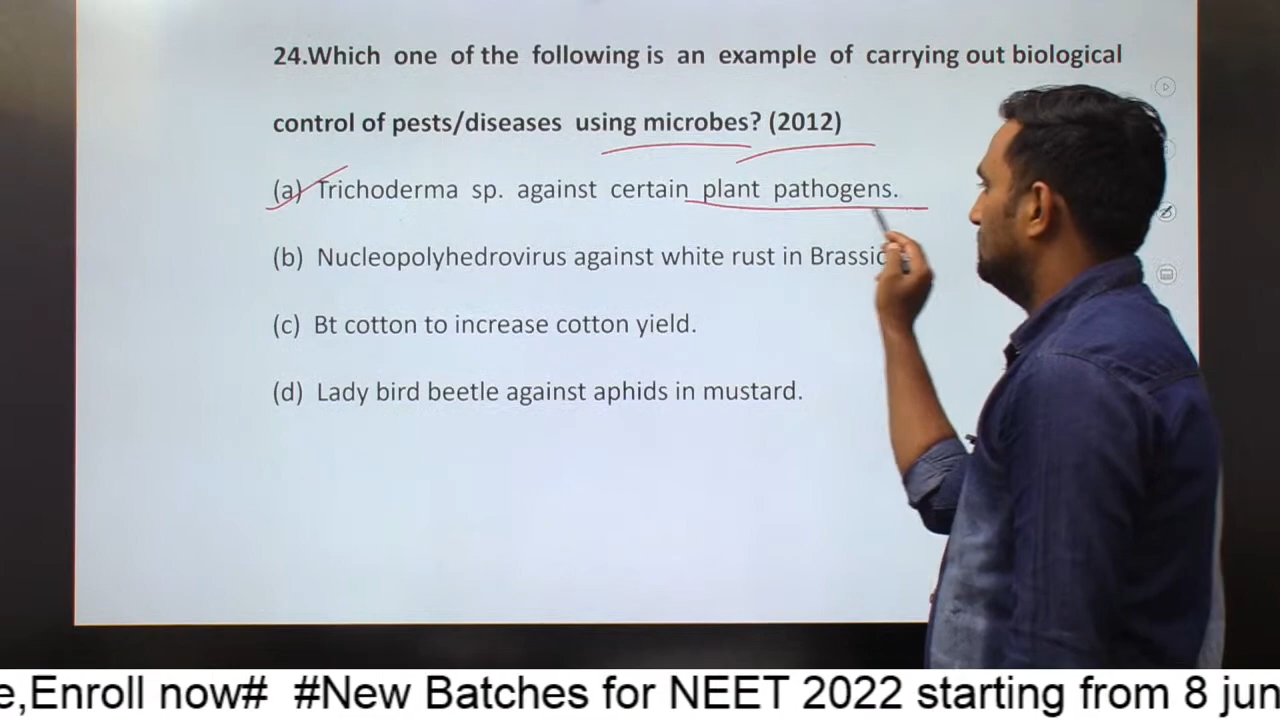 24.Which one of the following is an example of carrying out biological
control of pests/diseases using microbes? (2012)
(a) Trichoderma sp. against certain plant pathogens.
(b) Nucleopolyhedrovirus against white rust in
(c) Bt cotton to increase cotton yield.
(d) Lady bird beetle against aphids in mustard.
e,Enroll now# #New Batches for NEET 2022 starting from 8 jun